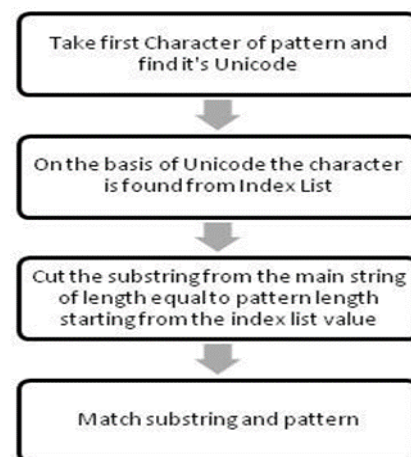 Take first Character of pattern and
find it's Unicode
On the basis of Unicode the character
is found from Index List
Cut the substring from the main string
of length equal to pattern length
starting from the index list value
Match substring and pattern